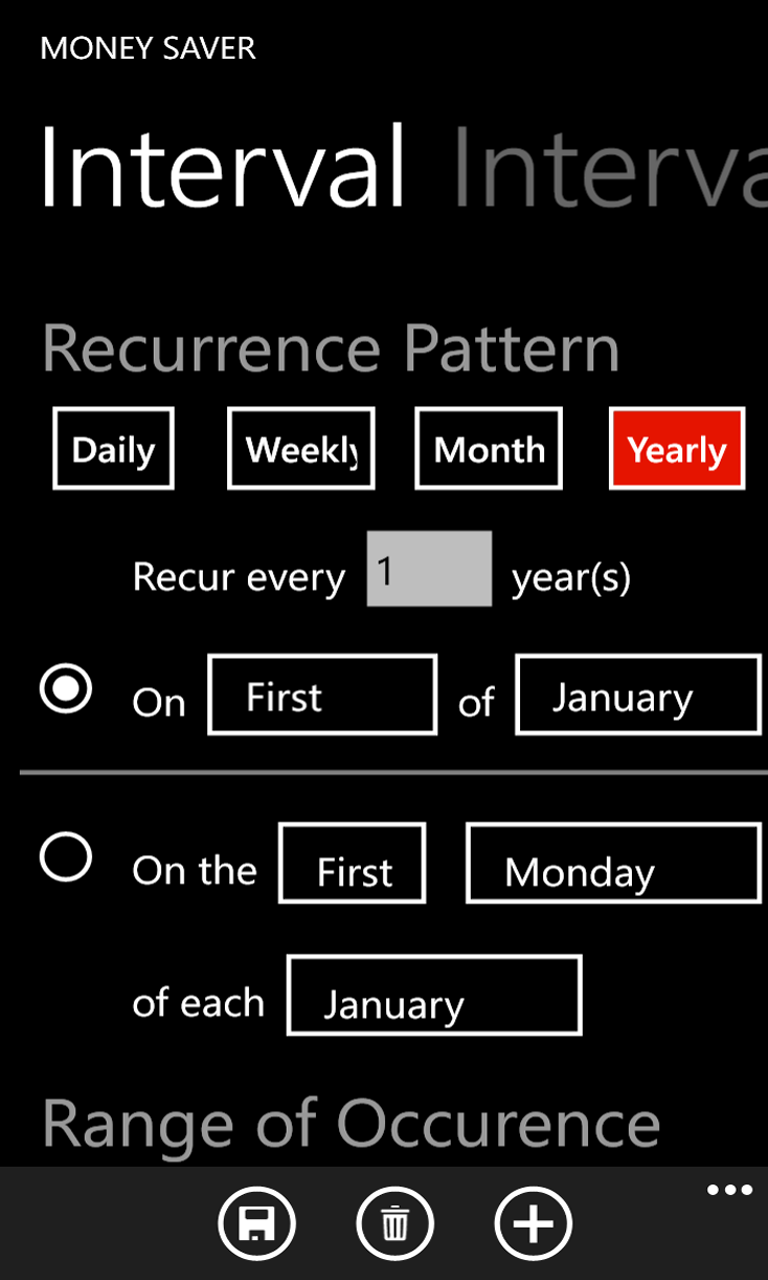 MONEY SAVER
Interval Interva
Recurrence Pattern
Daily Weekly Month Yearly
Recur every 1 year(s)
On First of January
On the First Monday
of each January
Range of Occurence